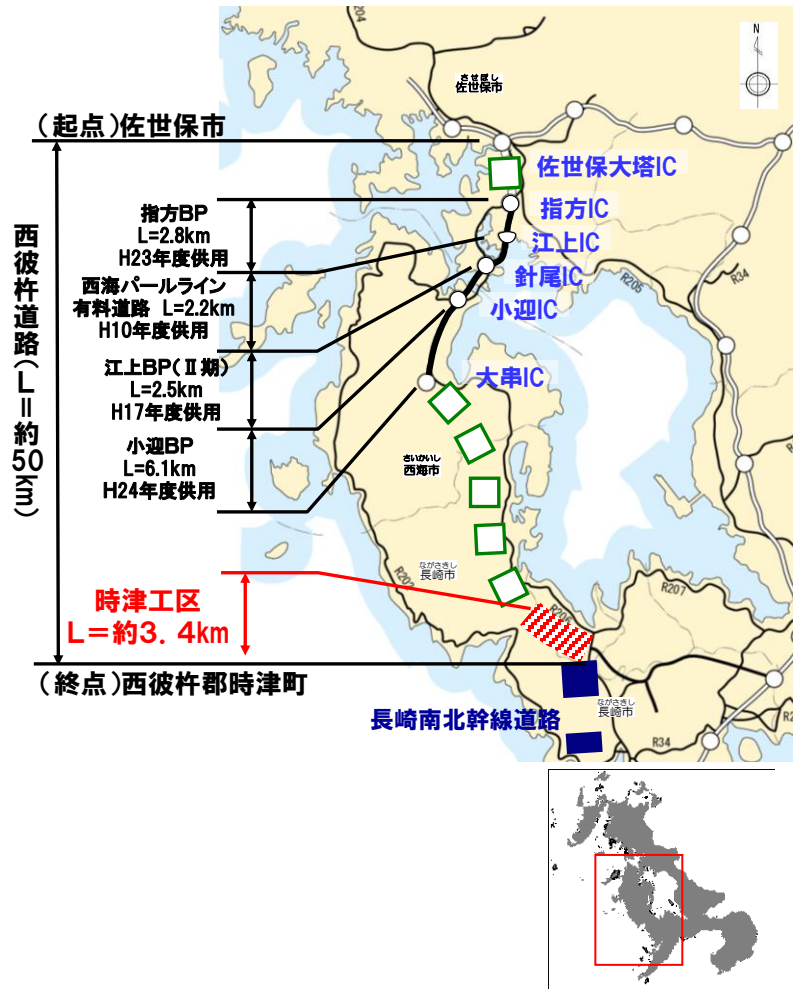 R204
N
させぼし
佐世保市
(起点)佐世保市
佐世保大塔IC
指方IC
江上IC
針尾IC
小迎IC
大串IC
指方BP
L=2.8km
H23年度供用
西海パールライン
有料道路 L=2.2km
H10年度供用
江上BP(Ⅱ期)
L=2.5km
H17年度供用
小迎BP
L=6.1km
H24年度供用
西彼杵道路(L=約50km)
R205
R34
さいかいし
西海市
ながさきし
長崎市
R202
R206
R207
時津工区
L=約3.4km
(終点)西彼杵郡時津町
長崎南北幹線道路
ながさきし
長崎市
R34